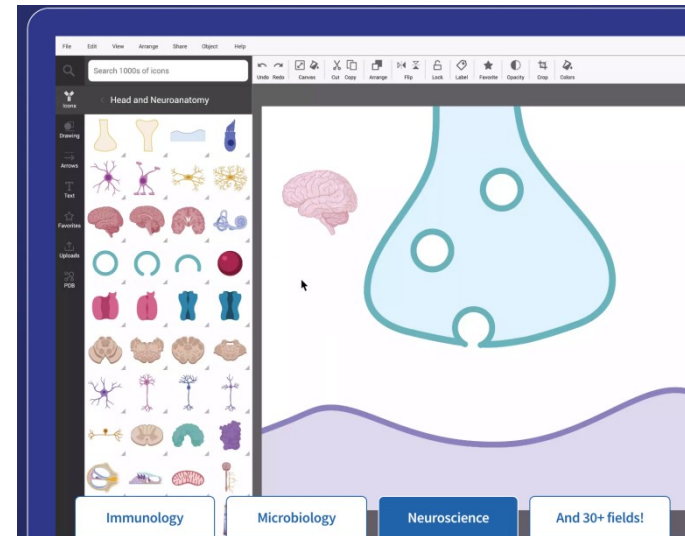 File Edit View Arrange Share Object Help
Search 1000s of icons
Undo Redo Canvas Cut Copy Arrange Flip Lock Label Favorite Opacity Crop Colors
Icons
Head and Neuroanatomy
Drawing
Arrows
Text
Favorites
Uploads
PDB
Immunology Microbiology Neuroscience And 30+ fields!